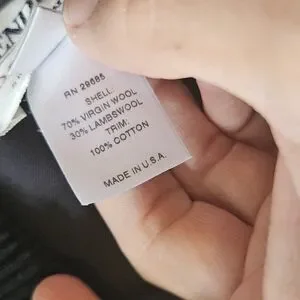 RN 29685
SHELL:
70% VIRGIN WOOL
30% LAMBSWOOL
TRIM:
100% COTTON
MADE IN U.S.A.